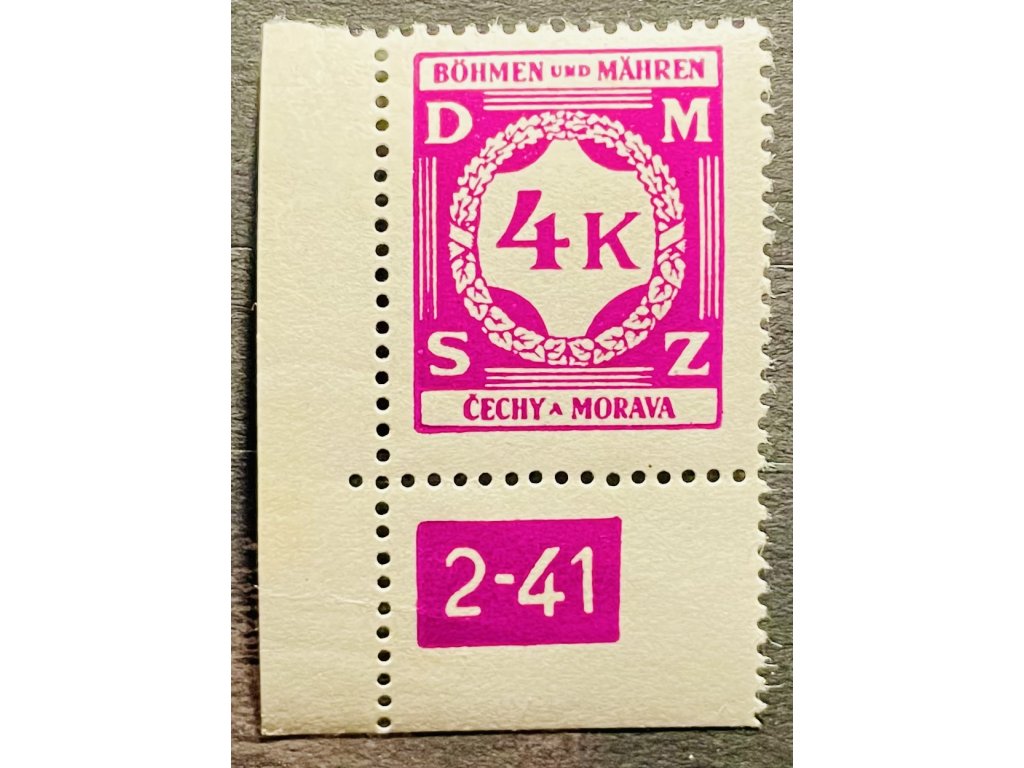 BÖHMEN UND MÄHREN
D M
4K
S Z
ČECHY A MORAVA
2-41